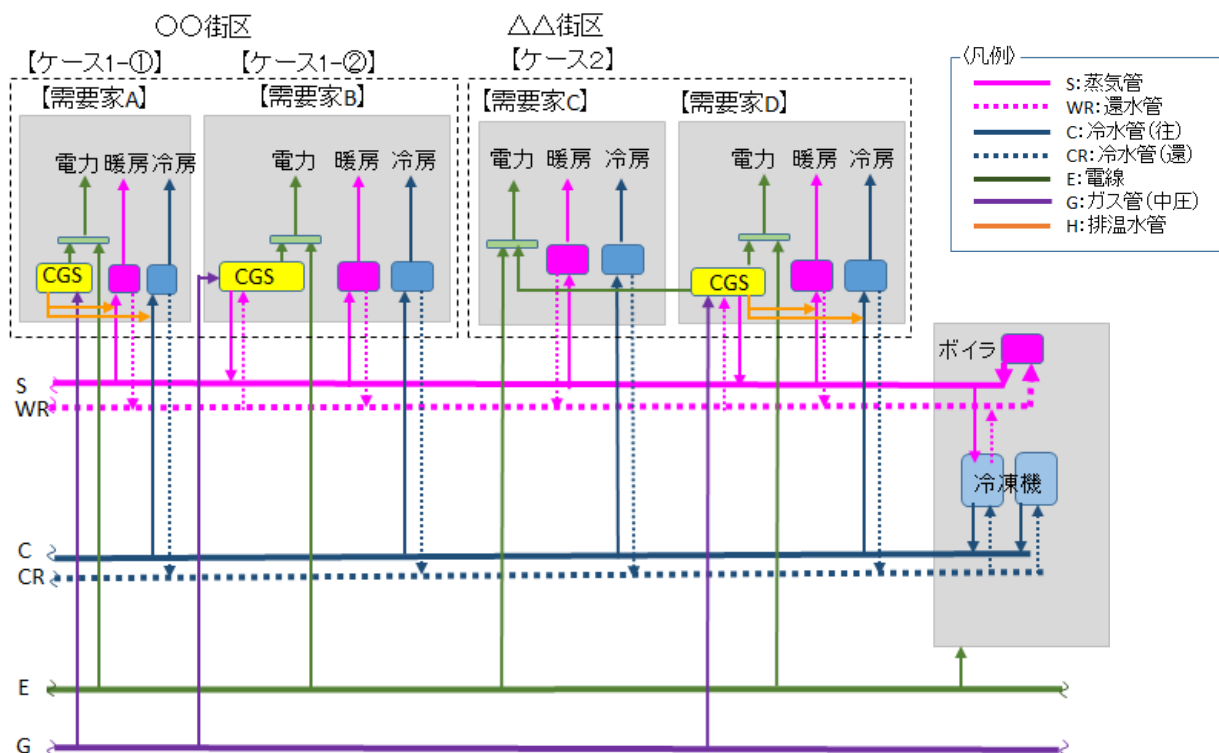 ○○街区
△△街区
【ケース1-①】
【ケース1-②】
【ケース2】
【需要家A】
【需要家B】
【需要家C】
【需要家D】
〈凡例〉
S:蒸気管
WR:還水管
C:冷水管(往)
CR:冷水管(還)
E:電線
G:ガス管(中圧)
H:排温水管
電力 暖房 冷房
電力 暖房 冷房
電力 暖房 冷房
電力 暖房 冷房
CGS
CGS
CGS
ボイラ
S
WR
冷凍機
C
CR
E
G